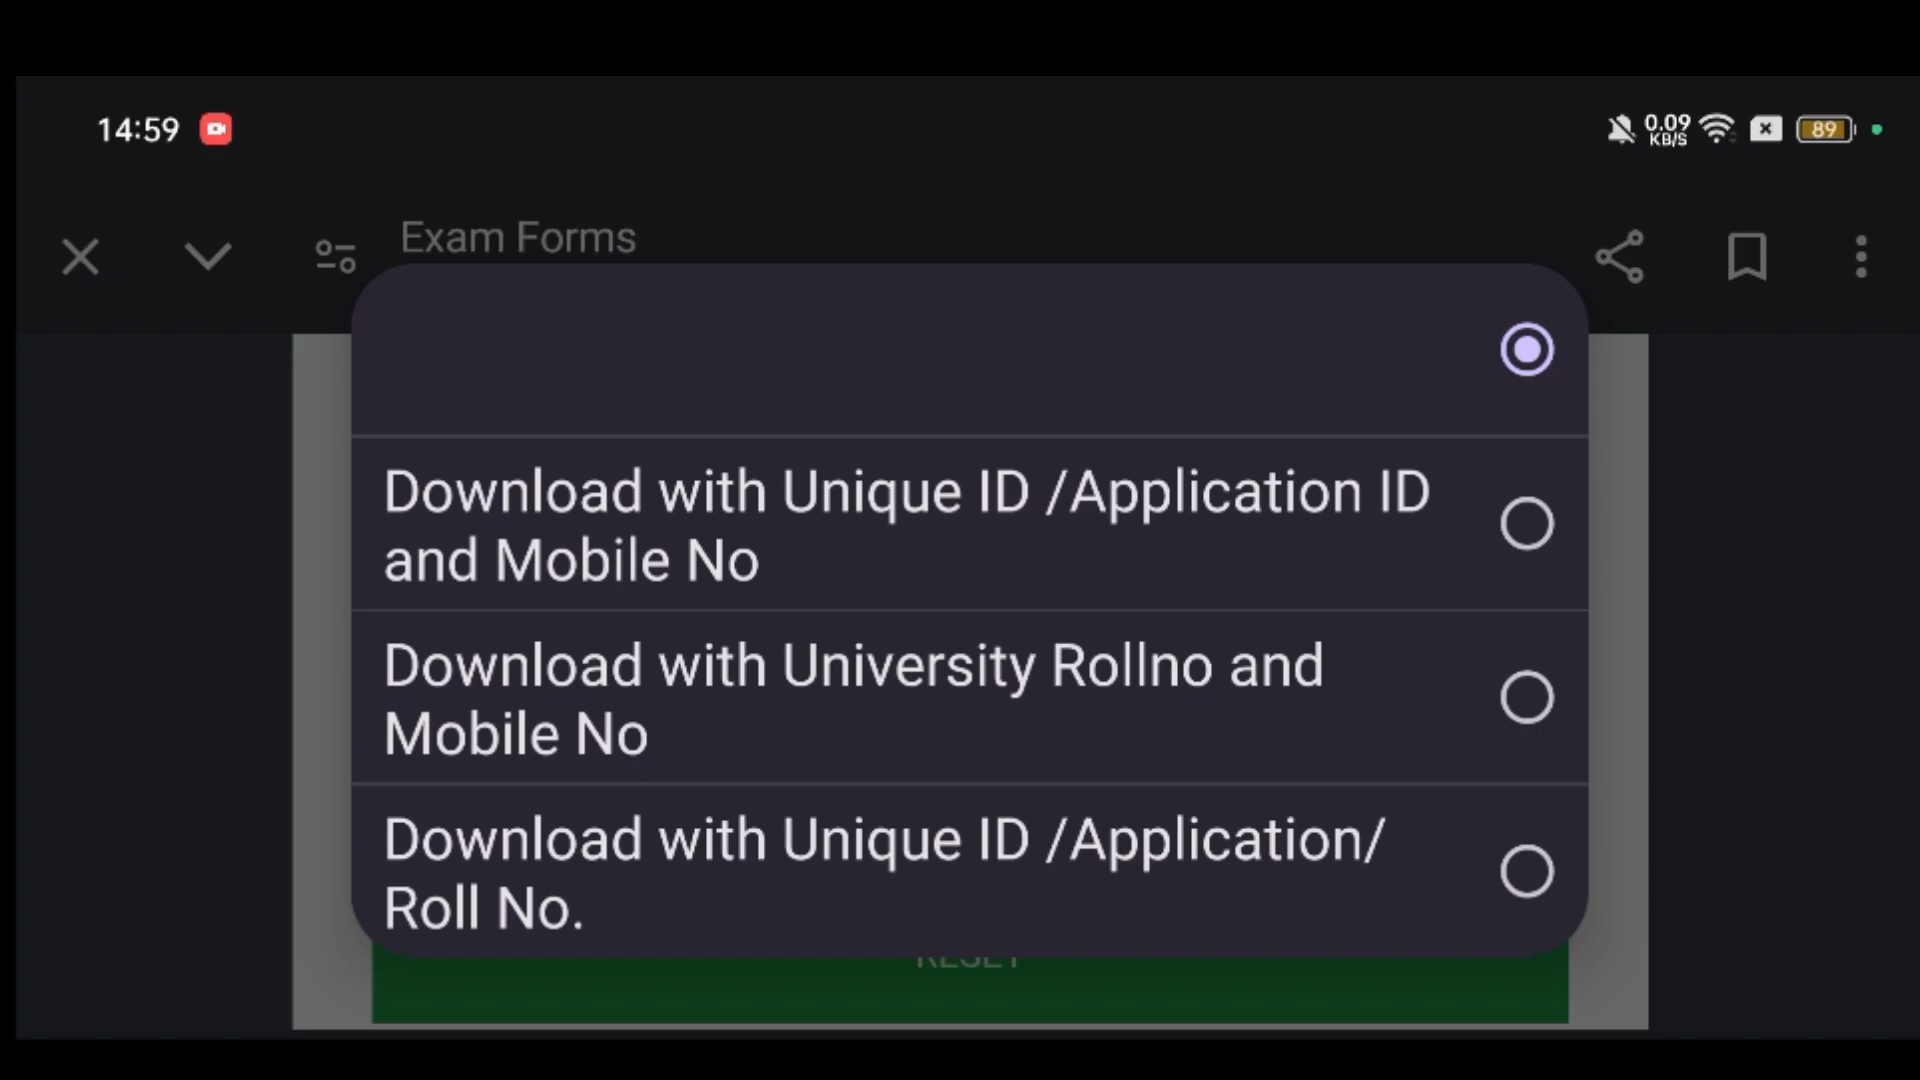 14:59
0.09
KB/S
89
Exam Forms
Download with Unique ID /Application ID
and Mobile No
Download with University Rollno and
Mobile No
Download with Unique ID /Application/
Roll No.
RESET